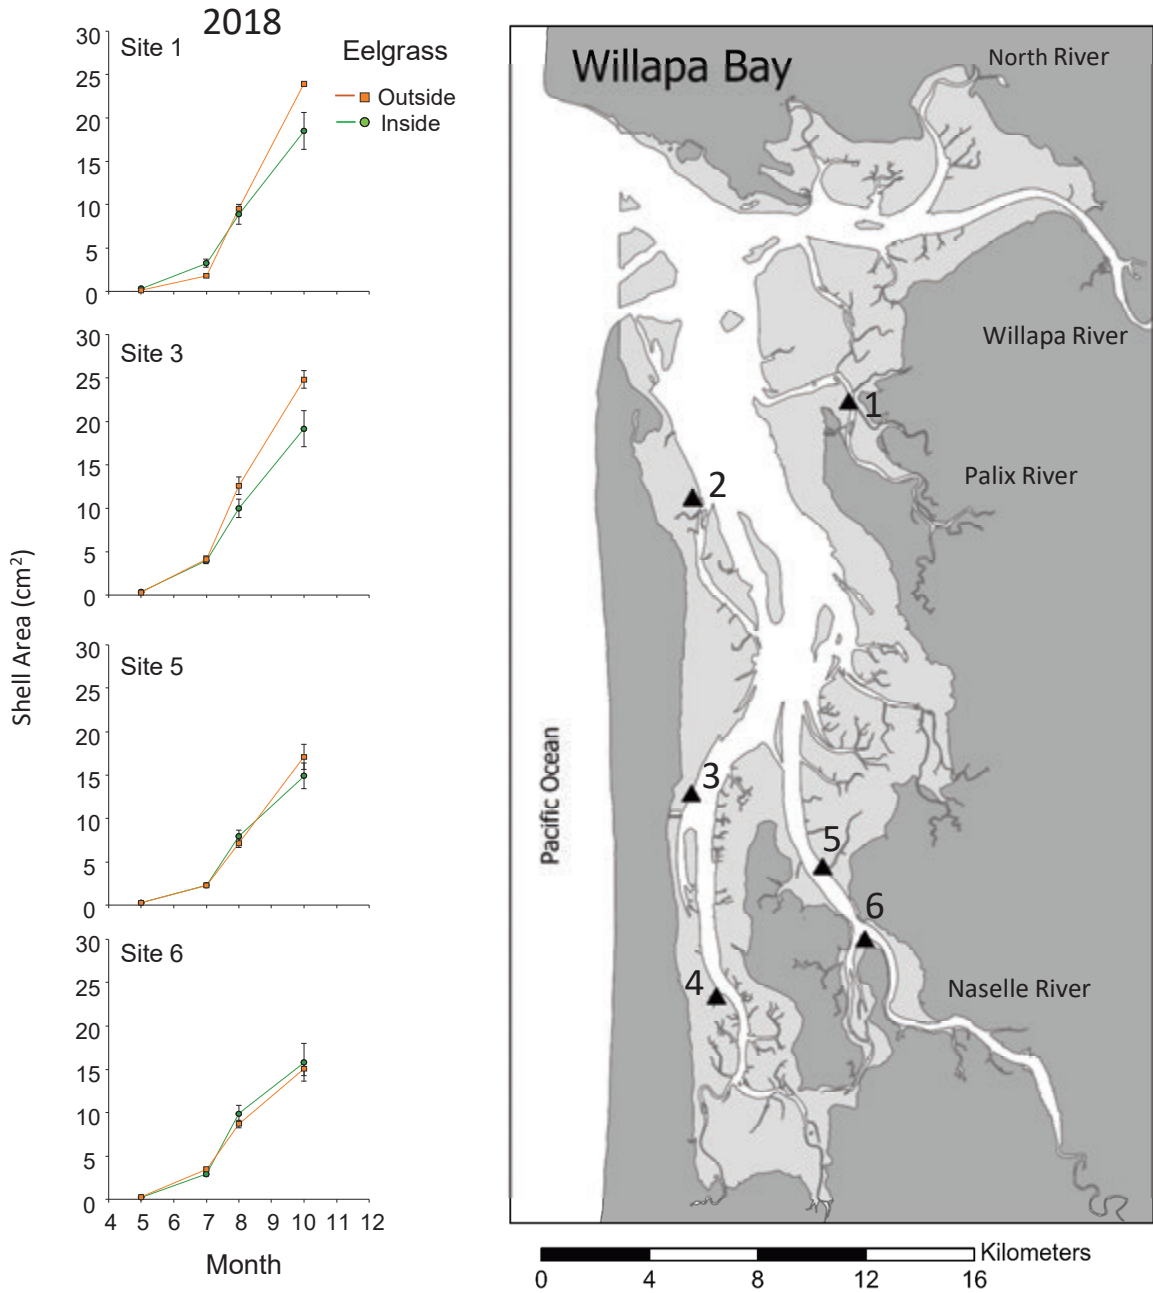 2018
Site 1
Eelgrass
Outside
Inside
30
25
20
15
10
5
0
Site 3
30
25
20
15
10
5
0
Shell Area (cm²)
Site 5
30
25
20
15
10
5
0
Site 6
30
25
20
15
10
5
0
4 5 6 7 8 9 10 11 12
Month
Willapa Bay
North River
Willapa River
1
Palix River
2
Pacific Ocean
3
5
6
4
Naselle River
Kilometers
0 4 8 12 16